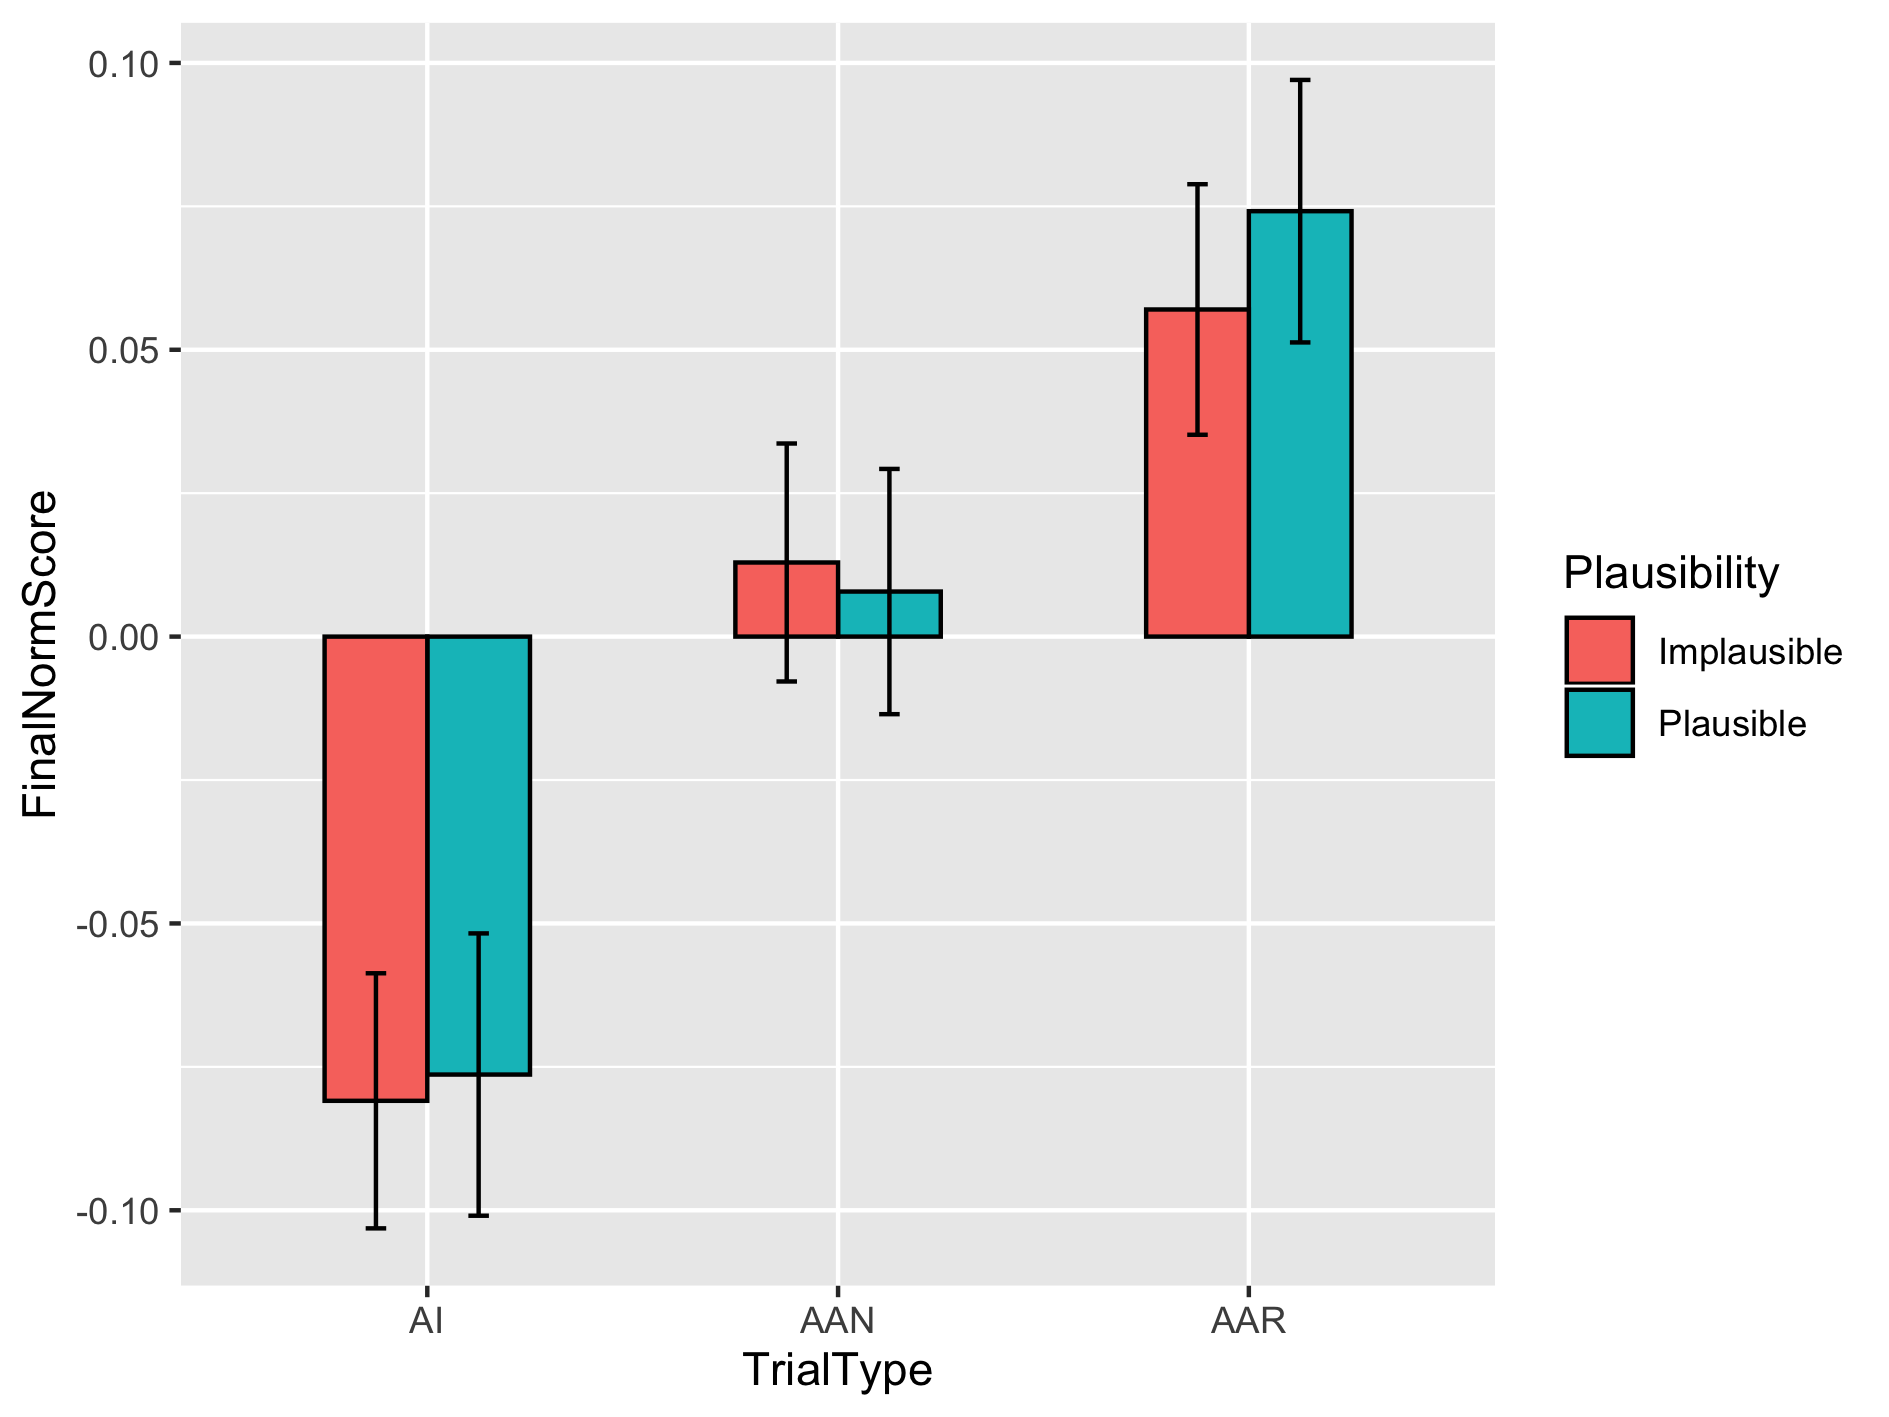 0.10
0.05
0.00
-0.05
-0.10
FinalNormScore
AI
AAN
AAR
TrialType
Plausibility
Implausible
Plausible